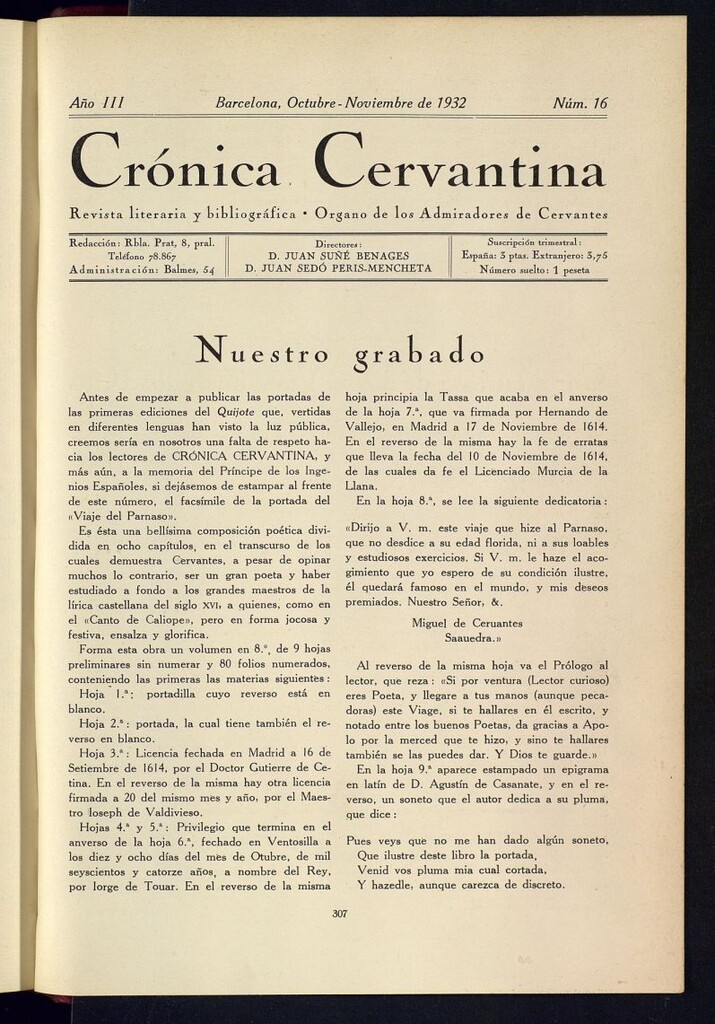 Año III
Barcelona, Octubre - Noviembre de 1932
Núm. 16
Crónica Cervantina
Revista literaria y bibliográfica • Organo de los Admiradores de Cervantes
Redacción: Rbla. Prat, 8, pral.
Teléfono 78.867
Administración: Balmes, 54
Directores:
D. JUAN SUÑÉ BENAGES
D. JUAN SEDÓ PERIS-MENCHETA
Suscripción trimestral:
España: 3 ptas. Extranjero: 3,75
Número suelto: 1 peseta
Nuestro grabado
Antes de empezar a publicar las portadas de
las primeras ediciones del Quijote que, vertidas
en diferentes lenguas han visto la luz pública,
creemos sería en nosotros una falta de respeto ha-
cia los lectores de CRÓNICA CERVANTINA, y
más aún, a la memoria del Príncipe de los Inge-
nios Españoles, si dejásemos de estampar al frente
de este número, el facsímile de la portada del
«Viaje del Parnaso».
Es ésta una bellísima composición poética divi-
dida en ocho capítulos, en el transcurso de los
cuales demuestra Cervantes, a pesar de opinar
muchos lo contrario, ser un gran poeta y haber
estudiado a fondo a los grandes maestros de la
lírica castellana del siglo XVI, a quienes, como en
el «Canto de Caliope», pero en forma jocosa y
festiva, ensalza y glorifica.
Forma esta obra un volumen en 8.º, de 9 hojas
preliminares sin numerar y 80 folios numerados,
conteniendo las primeras las materias siguientes:
Hoja 1.ª: portadilla cuyo reverso está en
blanco.
Hoja 2.ª: portada, la cual tiene también el re-
verso en blanco.
Hoja 3.ª: Licencia fechada en Madrid a 16 de
Setiembre de 1614, por el Doctor Gutierre de Ce-
tina. En el reverso de la misma hay otra licencia
firmada a 20 del mismo mes y año, por el Maes-
tro Ioseph de Valdivieso.
Hojas 4.ª y 5.ª: Privilegio que termina en el
anverso de la hoja 6.ª, fechado en Ventosilla a
los diez y ocho días del mes de Otubre, de mil
seyscientos y catorze años, a nombre del Rey,
por Iorge de Touar. En el reverso de la misma
hoja principia la Tassa que acaba en el anverso
de la hoja 7.ª, que va firmada por Hernando de
Vallejo, en Madrid a 17 de Noviembre de 1614.
En el reverso de la misma hay la fe de erratas
que lleva la fecha del 10 de Noviembre de 1614,
de las cuales da fe el Licenciado Murcia de la
Llana.
En la hoja 8.ª, se lee la siguiente dedicatoria:
«Dirijo a V. m. este viaje que hize al Parnaso,
que no desdice a su edad florida, ni a sus loables
y estudiosos exercicios. Si V. m. le haze el aco-
gimiento que yo espero de su condición ilustre,
él quedará famoso en el mundo, y mis deseos
premiados. Nuestro Señor, &.
Miguel de Ceruantes
Saauedra.»
Al reverso de la misma hoja va el Prólogo al
lector, que reza: «Si por ventura (Lector curioso)
eres Poeta, y llegare a tus manos (aunque peca-
doras) este Viage, si te hallares en él escrito, y
notado entre los buenos Poetas, da gracias a Apo-
lo por la merced que te hizo, y sino te hallares
también se las puedes dar. Y Dios te guarde.»
En la hoja 9.ª aparece estampado un epigrama
en latín de D. Agustín de Casanate, y en el re-
verso, un soneto que el autor dedica a su pluma,
que dice:
Pues veys que no me han dado algún soneto,
Que ilustre deste libro la portada,
Venid vos pluma mia cual cortada,
Y hazedle, aunque carezca de discreto.
307